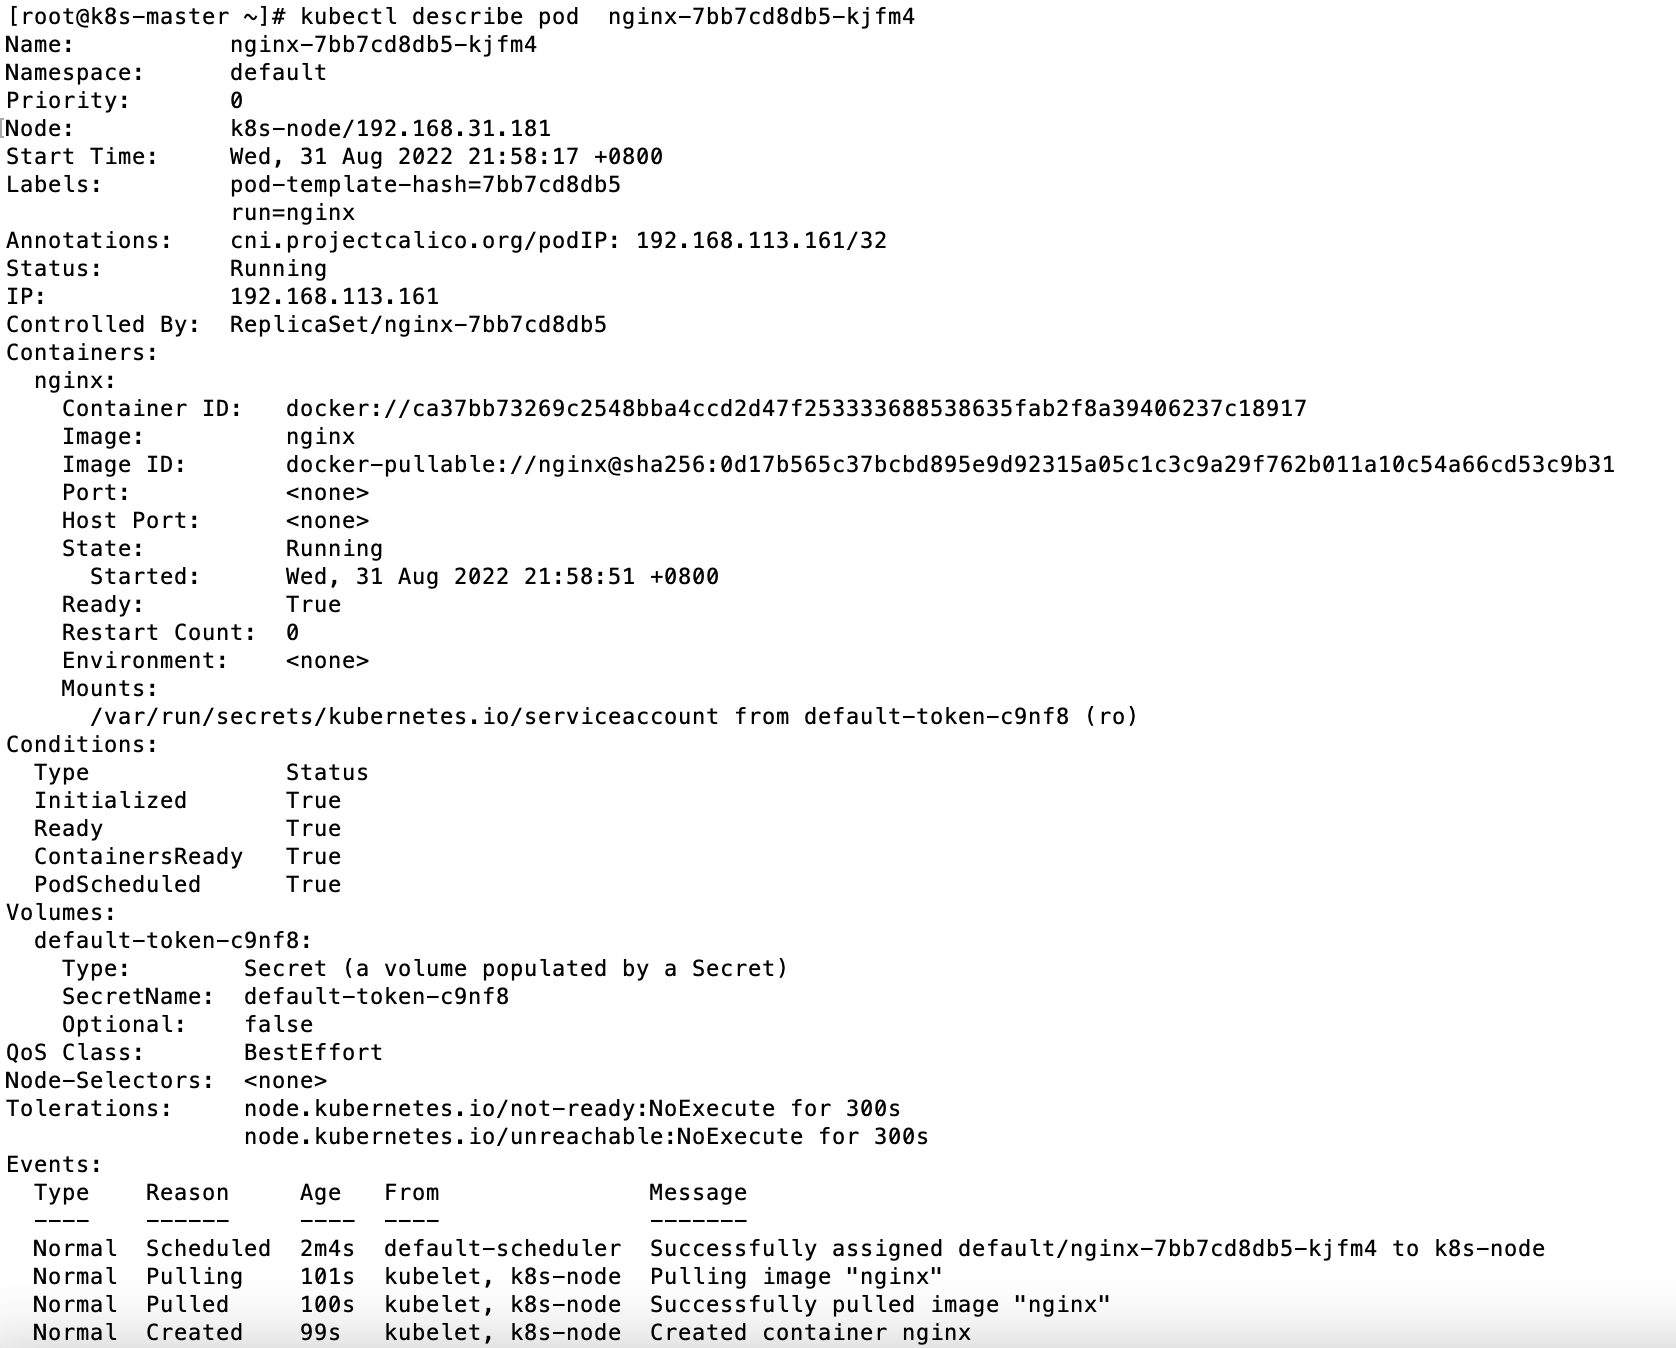 [root@k8s-master ~]# kubectl describe pod  nginx-7bb7cd8db5-kjfm4
Name:           nginx-7bb7cd8db5-kjfm4
Namespace:      default
Priority:       0
Node:           k8s-node/192.168.31.181
Start Time:     Wed, 31 Aug 2022 21:58:17 +0800
Labels:         pod-template-hash=7bb7cd8db5
                run=nginx
Annotations:    cni.projectcalico.org/podIP: 192.168.113.161/32
Status:         Running
IP:             192.168.113.161
Controlled By:  ReplicaSet/nginx-7bb7cd8db5
Containers:
  nginx:
    Container ID:   docker://ca37bb73269c2548bba4ccd2d47f253333688538635fab2f8a39406237c18917
    Image:          nginx
    Image ID:       docker-pullable://nginx@sha256:0d17b565c37bcbd895e9d92315a05c1c3c9a29f762b011a10c54a66cd53c9b31
    Port:           <none>
    Host Port:      <none>
    State:          Running
      Started:      Wed, 31 Aug 2022 21:58:51 +0800
    Ready:          True
    Restart Count:  0
    Environment:    <none>
    Mounts:
      /var/run/secrets/kubernetes.io/serviceaccount from default-token-c9nf8 (ro)
Conditions:
  Type              Status
  Initialized       True
  Ready             True
  ContainersReady   True
  PodScheduled      True
Volumes:
  default-token-c9nf8:
    Type:        Secret (a volume populated by a Secret)
    SecretName:  default-token-c9nf8
    Optional:    false
QoS Class:       BestEffort
Node-Selectors:  <none>
Tolerations:     node.kubernetes.io/not-ready:NoExecute for 300s
                 node.kubernetes.io/unreachable:NoExecute for 300s
Events:
  Type    Reason     Age   From               Message
  ----    ------     ----  ----               -------
  Normal  Scheduled  2m4s  default-scheduler  Successfully assigned default/nginx-7bb7cd8db5-kjfm4 to k8s-node
  Normal  Pulling    101s  kubelet, k8s-node  Pulling image "nginx"
  Normal  Pulled     100s  kubelet, k8s-node  Successfully pulled image "nginx"
  Normal  Created    99s   kubelet, k8s-node  Created container nginx